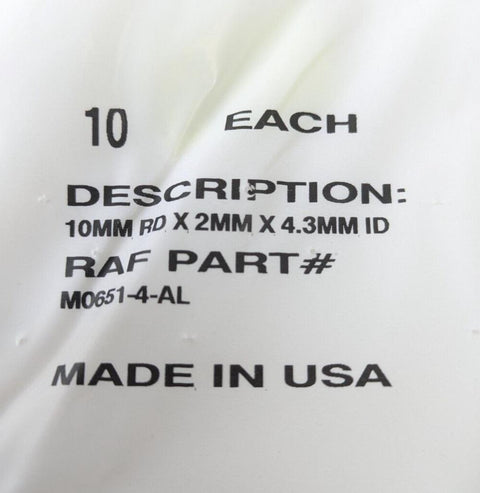 10 EACH
DESCRIPTION:
10MM RD X 2MM X 4.3MM ID
RAF PART#
M0651-4-AL
MADE IN USA